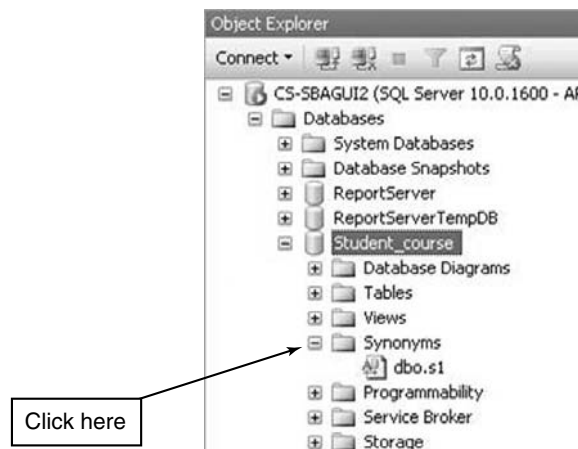 Object Explorer
Connect
CS-SBAGUI2 (SQL Server 10.0.1600 - AF
Databases
System Databases
Database Snapshots
ReportServer
ReportServerTempDB
Student_course
Database Diagrams
Tables
Views
Synonyms
dbo.s1
Programmability
Click here
Service Broker
Storage